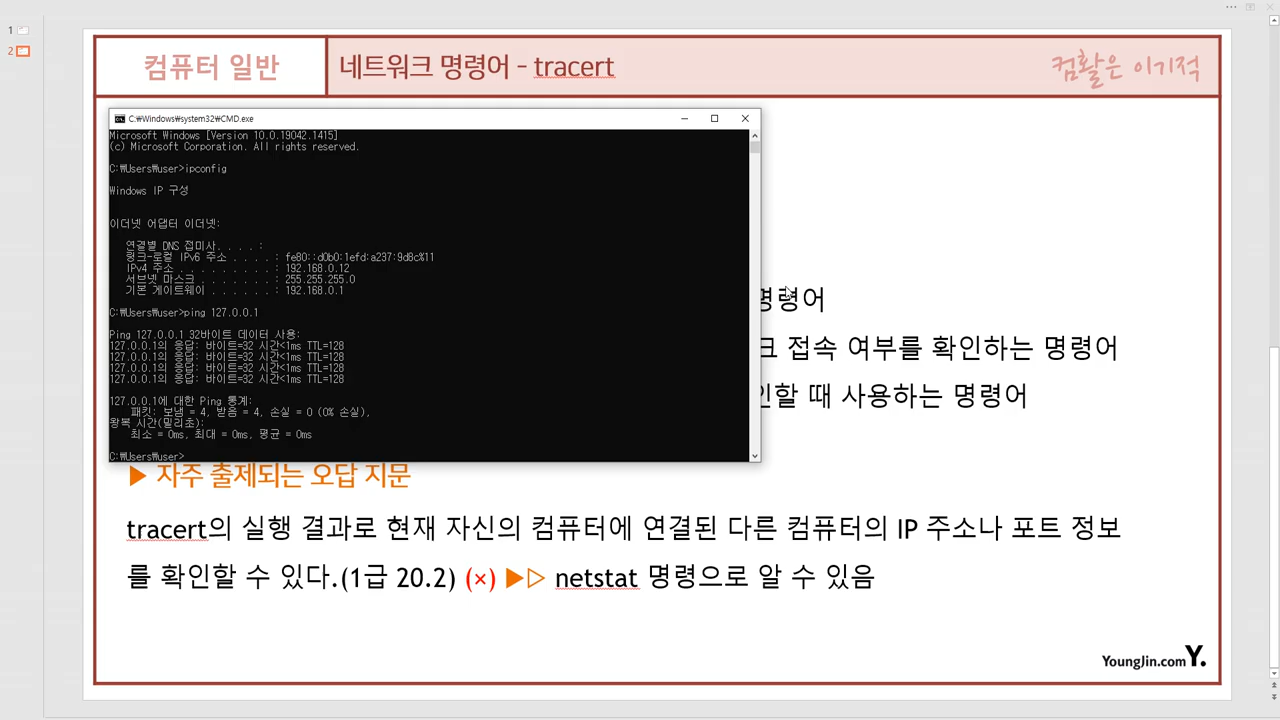 1
2
컴퓨터 일반
네트워크 명령어 - tracert
컴활은 이기적
C:₩Windows₩system32₩CMD.exe
Microsoft Windows [Version 10.0.19042.1415]
(c) Microsoft Corporation. All rights reserved.
C:₩Users₩user>ipconfig
Windows IP 구성
이더넷 어댑터 이더넷:
연결별 DNS 접미사. . . . :
링크-로컬 IPv6 주소 . . . . : fe80::d0b0:1efd:a237:9d8c%11
IPv4 주소 . . . . . . . . . : 192.168.0.12
서브넷 마스크 . . . . . . . : 255.255.255.0
기본 게이트웨이 . . . . . . : 192.168.0.1
C:₩Users₩user>ping 127.0.0.1
Ping 127.0.0.1 32바이트 데이터 사용:
127.0.0.1의 응답: 바이트=32 시간<1ms TTL=128
127.0.0.1의 응답: 바이트=32 시간<1ms TTL=128
127.0.0.1의 응답: 바이트=32 시간<1ms TTL=128
127.0.0.1의 응답: 바이트=32 시간<1ms TTL=128
127.0.0.1에 대한 Ping 통계:
패킷: 보냄 = 4, 받음 = 4, 손실 = 0 (0% 손실),
왕복 시간(밀리초):
최소 = 0ms, 최대 = 0ms, 평균 = 0ms
C:₩Users₩user>
명령어
크 접속 여부를 확인하는 명령어
인할 때 사용하는 명령어
▶ 자주 출제되는 오답 지문
tracert의 실행 결과로 현재 자신의 컴퓨터에 연결된 다른 컴퓨터의 IP 주소나 포트 정보
를 확인할 수 있다.(1급 20.2) (×) ▶▷ netstat 명령으로 알 수 있음
YoungJin.com Y.